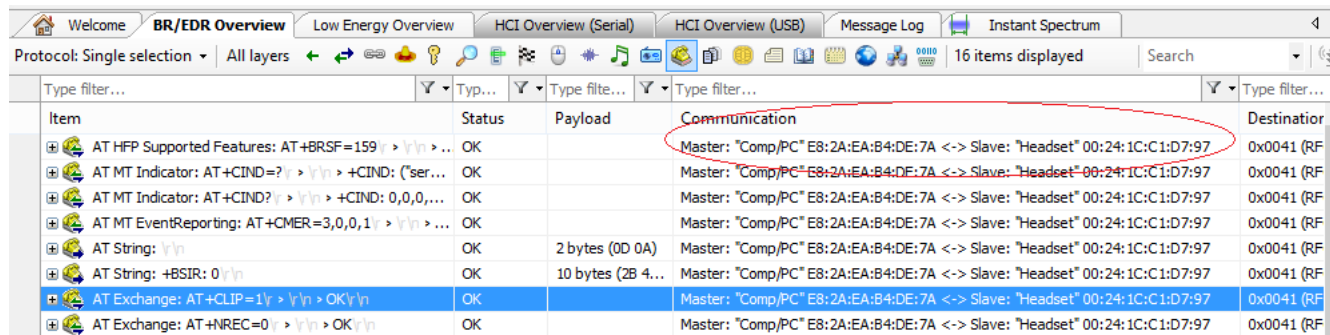 Welcome BR/EDR Overview Low Energy Overview HCI Overview (Serial) HCI Overview (USB) Message Log Instant Spectrum
Protocol: Single selection All layers 16 items displayed Search
Type filter... Typ... Type filte... Type filter... Type filter...
Item Status Payload Communication Destination
AT HFP Supported Features: AT+BRSF=159\r > \r\n > ... OK Master: "Comp/PC" E8:2A:EA:B4:DE:7A <-> Slave: "Headset" 00:24:1C:C1:D7:97 0x0041 (RF
AT MT Indicator: AT+CIND=?\r > \r\n > +CIND: ("ser... OK Master: "Comp/PC" E8:2A:EA:B4:DE:7A <-> Slave: "Headset" 00:24:1C:C1:D7:97 0x0041 (RF
AT MT Indicator: AT+CIND?\r > \r\n > +CIND: 0,0,0,... OK Master: "Comp/PC" E8:2A:EA:B4:DE:7A <-> Slave: "Headset" 00:24:1C:C1:D7:97 0x0041 (RF
AT MT EventReporting: AT+CMER=3,0,0,1\r > \r\n > ... OK Master: "Comp/PC" E8:2A:EA:B4:DE:7A <-> Slave: "Headset" 00:24:1C:C1:D7:97 0x0041 (RF
AT String: \r\n OK 2 bytes (0D 0A) Master: "Comp/PC" E8:2A:EA:B4:DE:7A <-> Slave: "Headset" 00:24:1C:C1:D7:97 0x0041 (RF
AT String: +BSIR: 0\r\n OK 10 bytes (2B 4... Master: "Comp/PC" E8:2A:EA:B4:DE:7A <-> Slave: "Headset" 00:24:1C:C1:D7:97 0x0041 (RF
AT Exchange: AT+CLIP=1\r > \r\n > OK\r\n OK Master: "Comp/PC" E8:2A:EA:B4:DE:7A <-> Slave: "Headset" 00:24:1C:C1:D7:97 0x0041 (RF
AT Exchange: AT+NREC=0\r > \r\n > OK\r\n OK Master: "Comp/PC" E8:2A:EA:B4:DE:7A <-> Slave: "Headset" 00:24:1C:C1:D7:97 0x0041 (RF